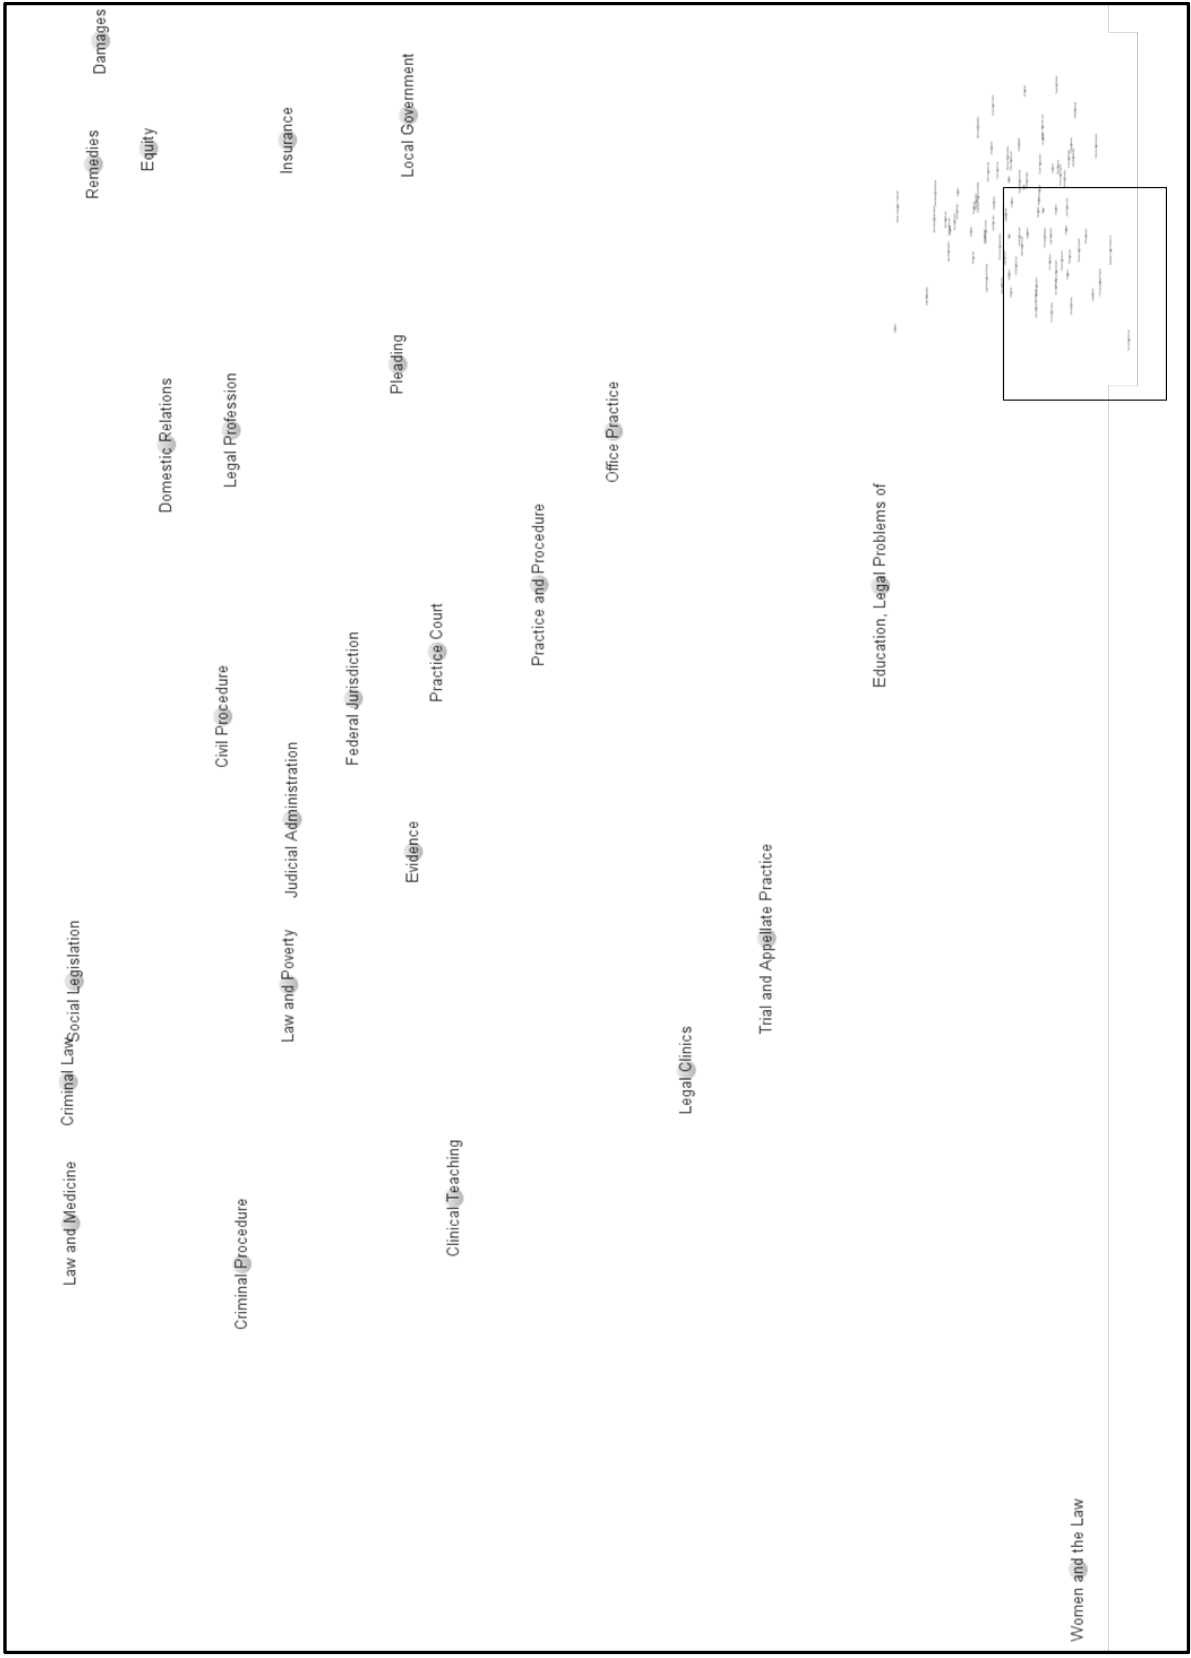 Law and Medicine
Criminal Law
Social Legislation
Remedies
Damages
Equity
Domestic Relations
Criminal Procedure
Civil Procedure
Legal Profession
Law and Poverty
Judicial Administration
Insurance
Federal Jurisdiction
Evidence
Pleading
Local Government
Clinical Teaching
Practice Court
Practice and Procedure
Office Practice
Legal Clinics
Trial and Appellate Practice
Education, Legal Problems of
Women and the Law